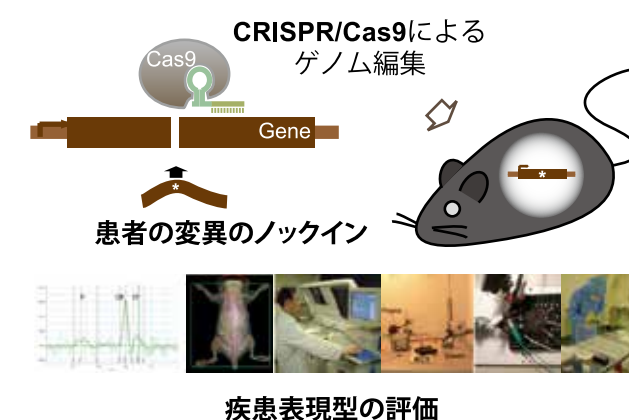 CRISPR/Cas9による
ゲノム編集
Cas9
Gene
*
*
患者の変異のノックイン
疾患表現型の評価